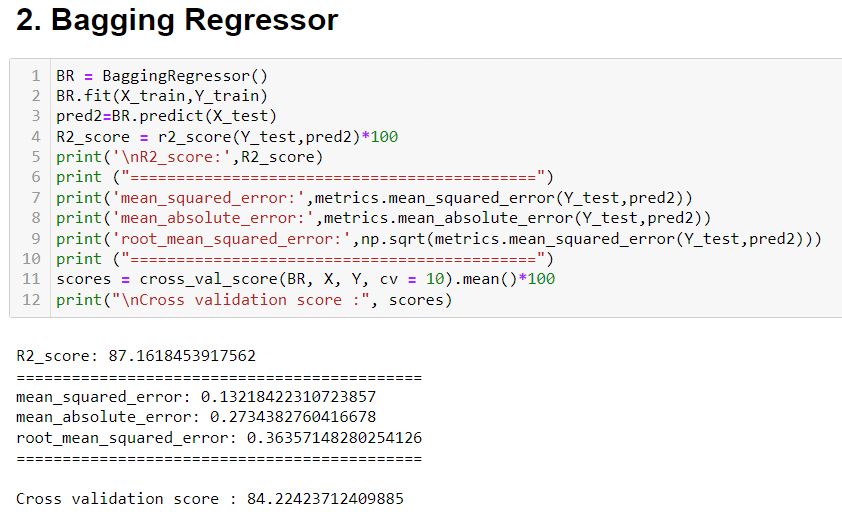 2. Bagging Regressor
1 BR = BaggingRegressor()
2 BR.fit(X_train,Y_train)
3 pred2=BR.predict(X_test)
4 R2_score = r2_score(Y_test,pred2)*100
5 print('\nR2_score:',R2_score)
6 print ("=============================================")
7 print('mean_squared_error:',metrics.mean_squared_error(Y_test,pred2))
8 print('mean_absolute_error:',metrics.mean_absolute_error(Y_test,pred2))
9 print('root_mean_squared_error:',np.sqrt(metrics.mean_squared_error(Y_test,pred2)))
10 print ("=============================================")
11 scores = cross_val_score(BR, X, Y, cv = 10).mean()*100
12 print("\nCross validation score :", scores)
R2_score: 87.1618453917562
=============================================
mean_squared_error: 0.13218422310723857
mean_absolute_error: 0.2734382760416678
root_mean_squared_error: 0.36357148280254126
=============================================
Cross validation score : 84.22423712409885